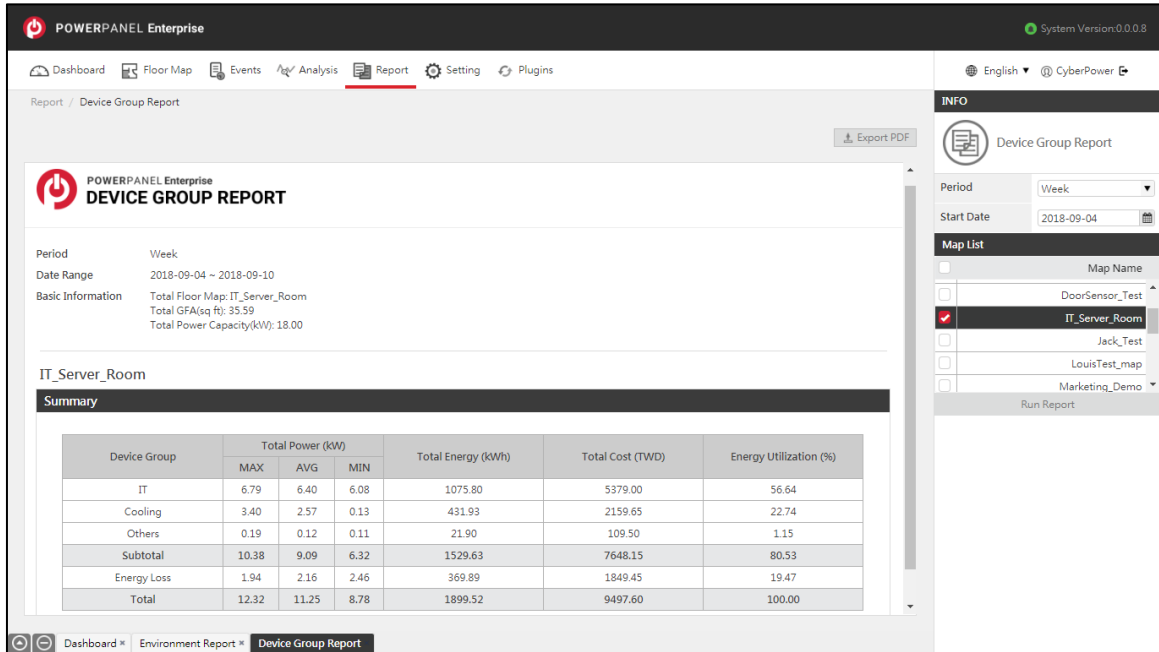 POWERPANEL Enterprise
System Version:0.0.0.8
Dashboard Floor Map Events Analysis Report Setting Plugins
English ▼ CyberPower
Report / Device Group Report
Export PDF
POWERPANEL Enterprise
DEVICE GROUP REPORT
Period Week
Date Range 2018-09-04 ~ 2018-09-10
Basic Information Total Floor Map: IT_Server_Room
Total GFA(sq ft): 35.59
Total Power Capacity(kW): 18.00
IT_Server_Room
Summary
Device Group Total Power (kW) Total Energy (kWh) Total Cost (TWD) Energy Utilization (%)
MAX AVG MIN
IT 6.79 6.40 6.08 1075.80 5379.00 56.64
Cooling 3.40 2.57 0.13 431.93 2159.65 22.74
Others 0.19 0.12 0.11 21.90 109.50 1.15
Subtotal 10.38 9.09 6.32 1529.63 7648.15 80.53
Energy Loss 1.94 2.16 2.46 369.89 1849.45 19.47
Total 12.32 11.25 8.78 1899.52 9497.60 100.00
INFO
Device Group Report
Period Week
Start Date 2018-09-04
Map List
Map Name
DoorSensor_Test
IT_Server_Room
Jack_Test
LouisTest_map
Marketing_Demo
Run Report
Dashboard × Environment Report × Device Group Report